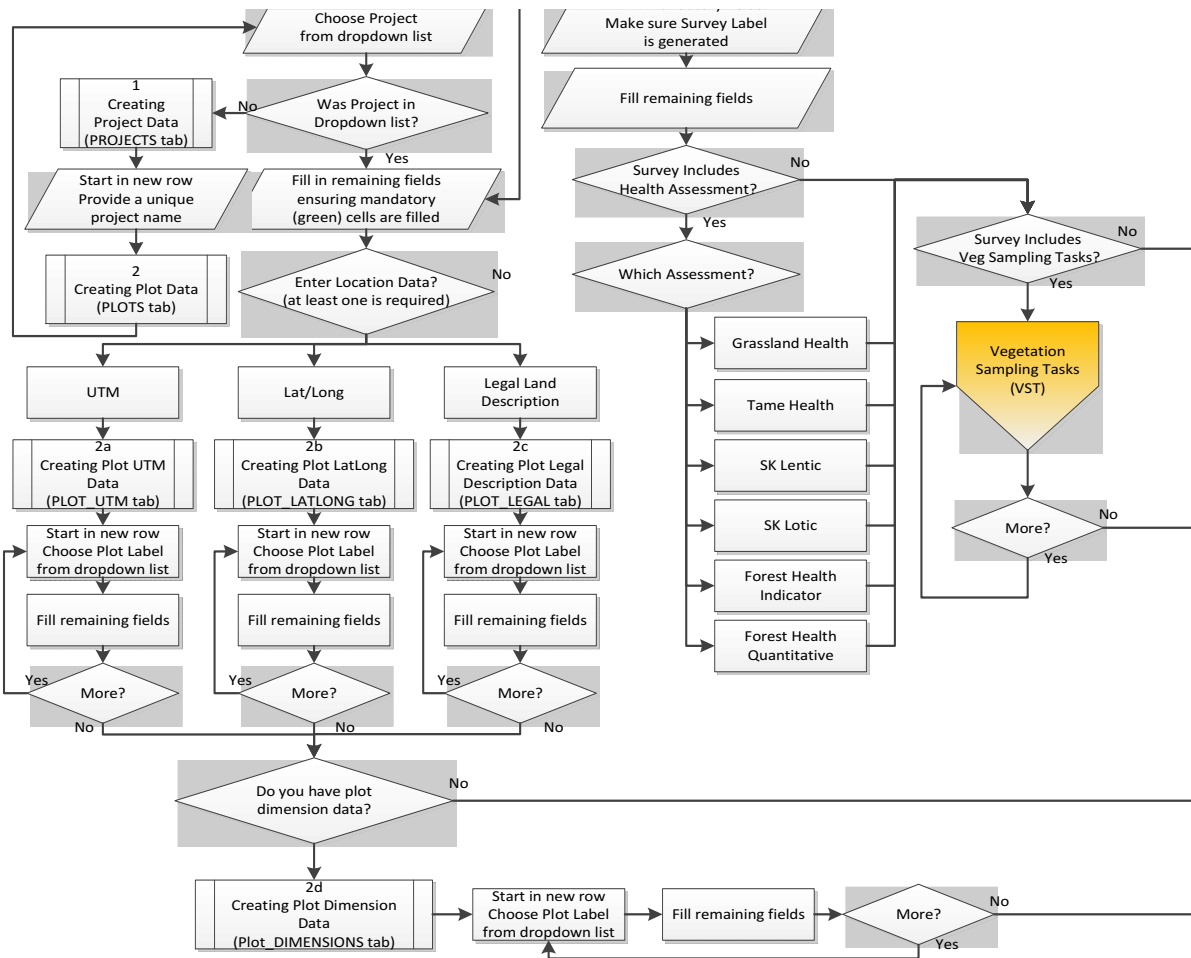 Choose Project
from dropdown list
Make sure Survey Label
is generated
1
Creating
Project Data
(PROJECTS tab)
No
Was Project in
Dropdown list?
Yes
Fill remaining fields
Start in new row
Provide a unique
project name
Fill in remaining fields
ensuring mandatory
(green) cells are filled
Survey Includes
Health Assessment?
No
Yes
2
Creating Plot Data
(PLOTS tab)
Enter Location Data?
(at least one is required)
No
Which Assessment?
Survey Includes
Veg Sampling Tasks?
No
Yes
Grassland Health
Tame Health
SK Lentic
SK Lotic
Forest Health
Indicator
Forest Health
Quantitative
Vegetation
Sampling Tasks
(VST)
More?
No
Yes
UTM
Lat/Long
Legal Land
Description
2a
Creating Plot UTM
Data
(PLOT_UTM tab)
2b
Creating Plot LatLong
Data
(PLOT_LATLONG tab)
2c
Creating Plot Legal
Description Data
(PLOT_LEGAL tab)
Start in new row
Choose Plot Label
from dropdown list
Start in new row
Choose Plot Label
from dropdown list
Start in new row
Choose Plot Label
from dropdown list
Fill remaining fields
Fill remaining fields
Fill remaining fields
Yes
More?
No
Yes
More?
No
Yes
More?
No
Do you have plot
dimension data?
No
2d
Creating Plot Dimension
Data
(Plot_DIMENSIONS tab)
Start in new row
Choose Plot Label
from dropdown list
Fill remaining fields
More?
No
Yes